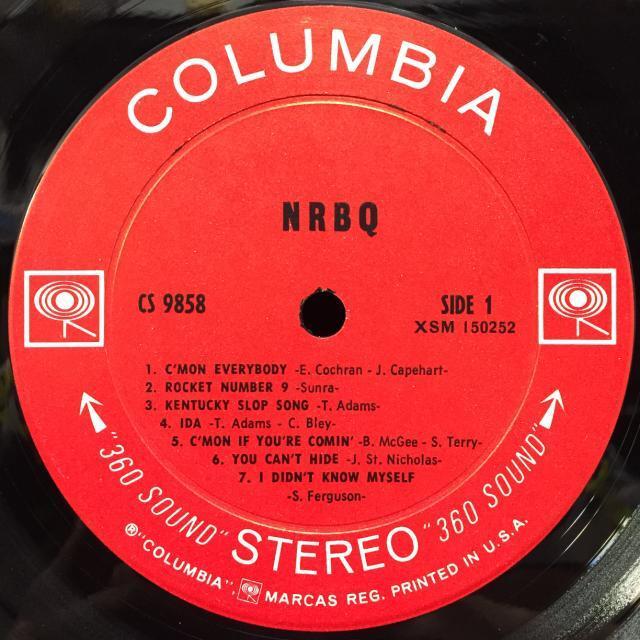 COLUMBIA
NRBQ
CS 9858
SIDE 1
XSM 150252
1. C'MON EVERYBODY -E. Cochran - J. Capehart-
2. ROCKET NUMBER 9 -Sunra-
3. KENTUCKY SLOP SONG -T. Adams-
4. IDA -T. Adams - C. Bley-
5. C'MON IF YOU'RE COMIN' -B. McGee - S. Terry-
6. YOU CAN'T HIDE -J. St. Nicholas-
7. I DIDN'T KNOW MYSELF
-S. Ferguson-
"360 SOUND" STEREO "360 SOUND"
® "COLUMBIA", MARCAS REG. PRINTED IN U.S.A.